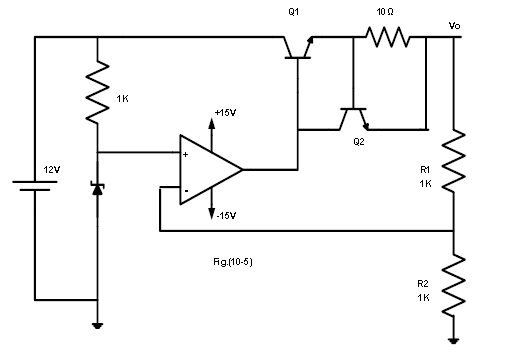 Q1
10 Ω
Vo
1K
+15V
+
Q2
12V
-
R1
1K
-15V
Fig.(10-5)
R2
1K